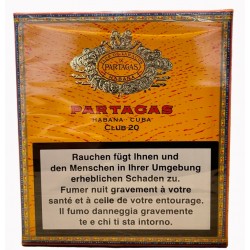 PARTAGAS
HABANA
PARTAGAS
HABANA · CUBA
CLUB 20
Rauchen fügt Ihnen und
den Menschen in Ihrer Umgebung
erheblichen Schaden zu.
Fumer nuit gravement à votre
santé et à celle de votre entourage.
Il fumo danneggia gravemente
te e chi ti sta intorno.